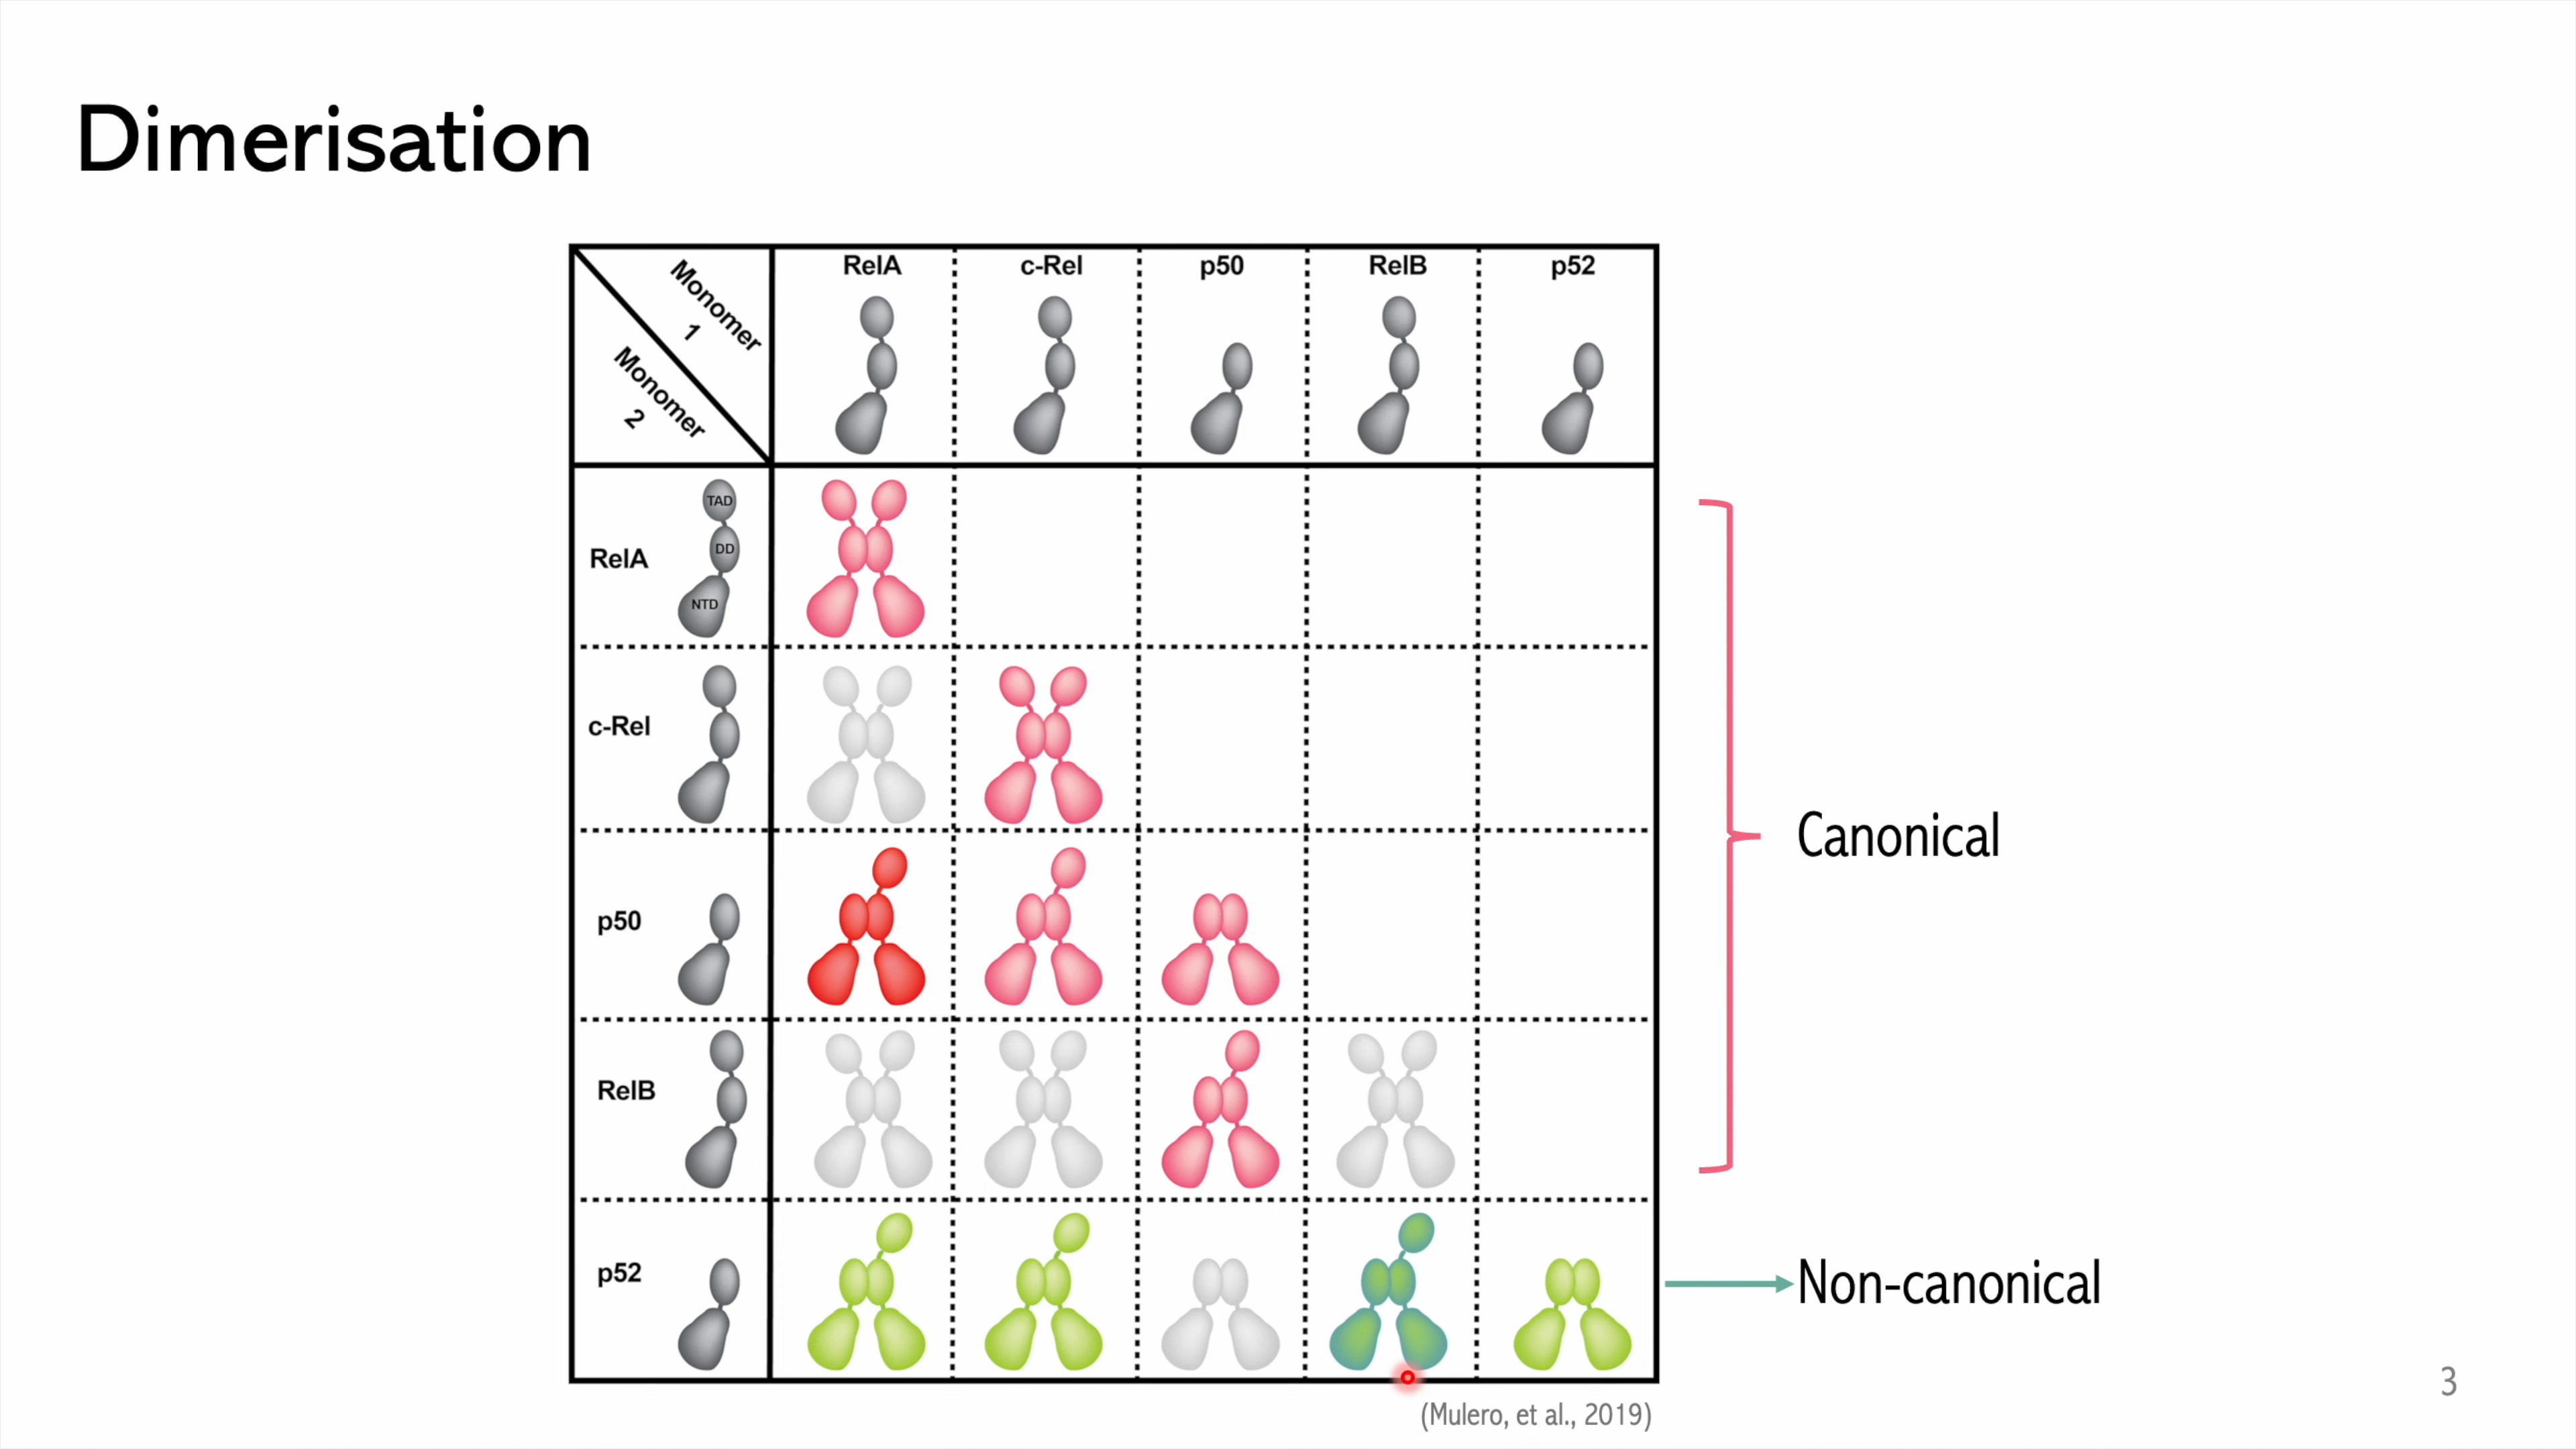 Dimerisation
Monomer
1
Monomer
2
RelA
c-Rel
p50
RelB
p52
RelA
TAD
DD
NTD
c-Rel
p50
RelB
p52
Canonical
Non-canonical
(Mulero, et al., 2019)
3